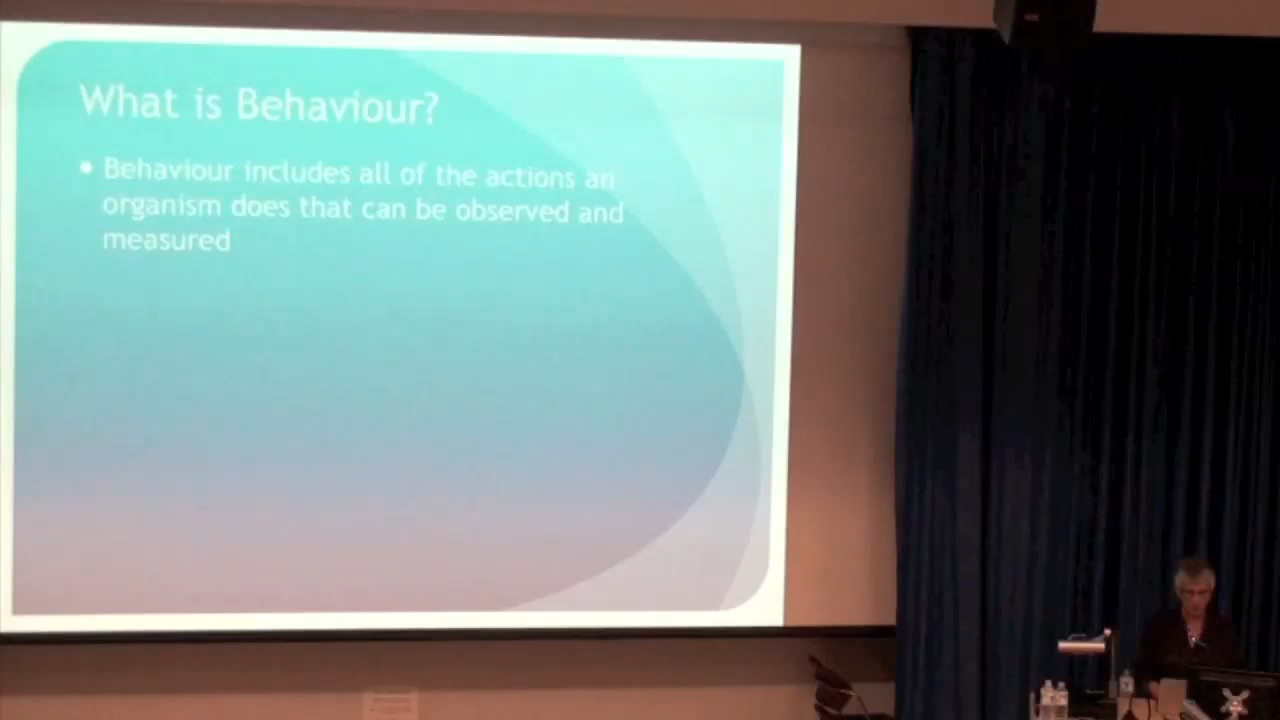 What is Behaviour?
• Behaviour includes all of the actions an
organism does that can be observed and
measured